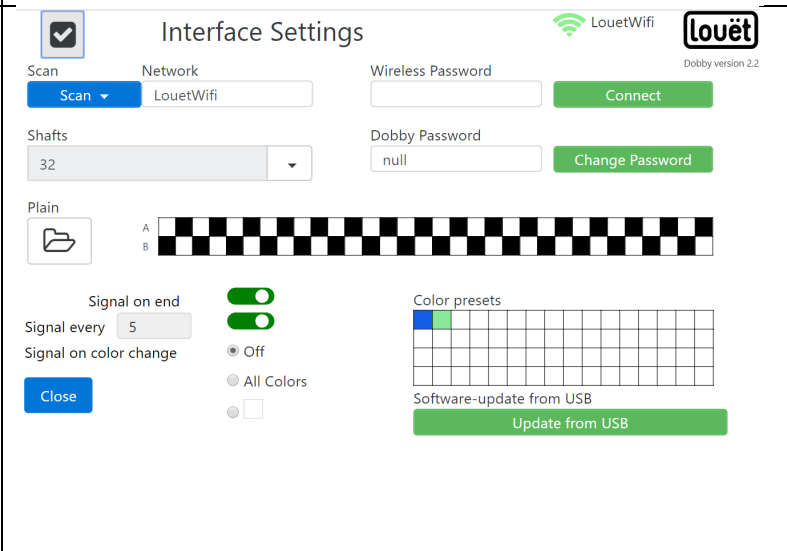 Interface Settings
LouetWifi
louët
Dobby version 2.2
Scan
Network
Wireless Password
Scan
LouetWifi
Connect
Shafts
Dobby Password
32
null
Change Password
Plain
A
B
Signal on end
Signal every 5
Signal on color change
Off
All Colors
Close
Color presets
Software-update from USB
Update from USB